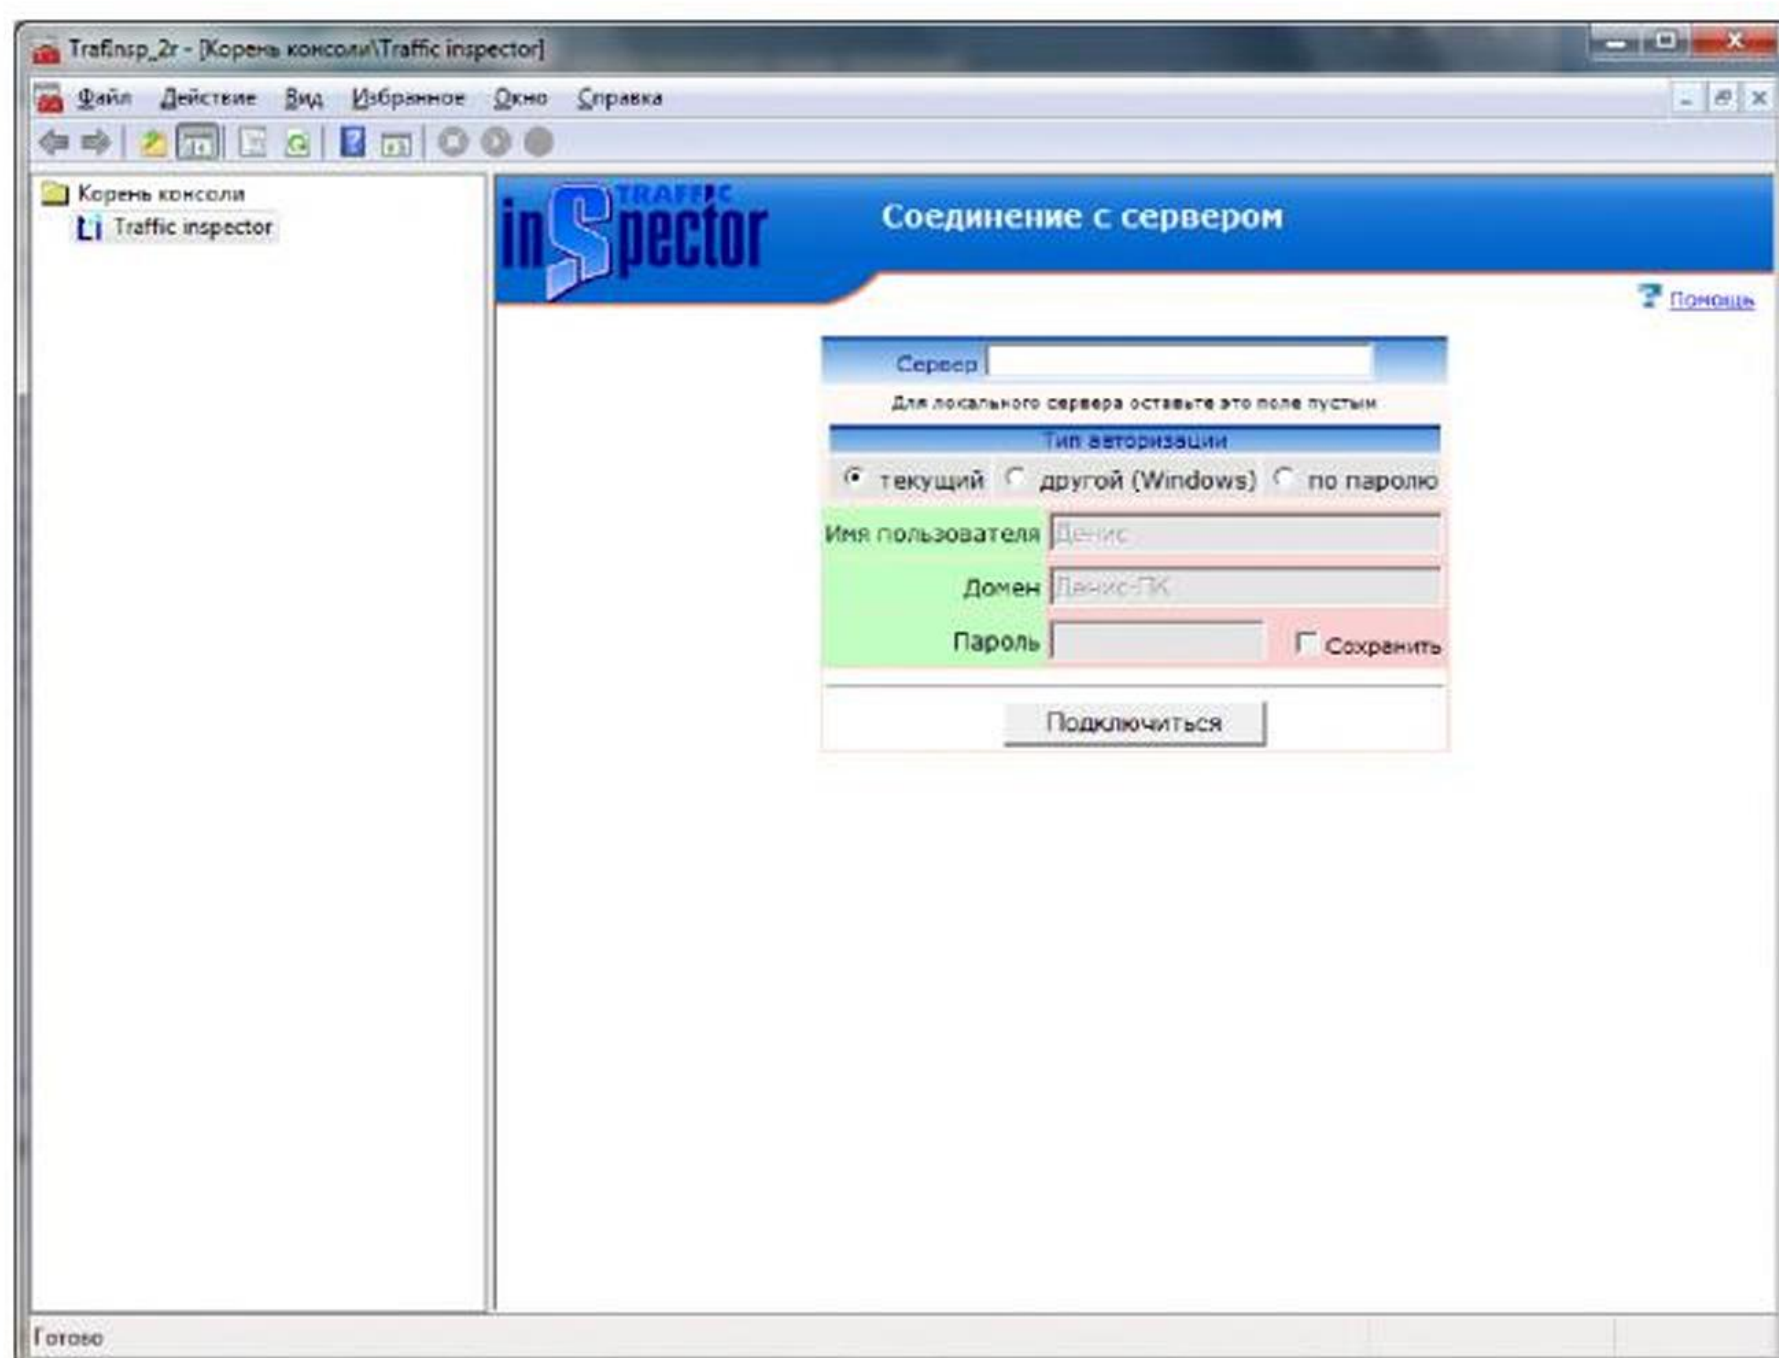 TrafInsp_2r - [Корень консоли\Traffic inspector]
Файл Действие Вид Избранное Окно Справка
Корень консоли
Traffic inspector
TRAFFIC
inSpector
Соединение с сервером
Помощь
Сервер
Для локального сервера оставьте это поле пустым
Тип авторизации
текущий другой (Windows) по паролю
Имя пользователя Денис
Домен Денис-ПК
Пароль Сохранить
Подключиться
Готово